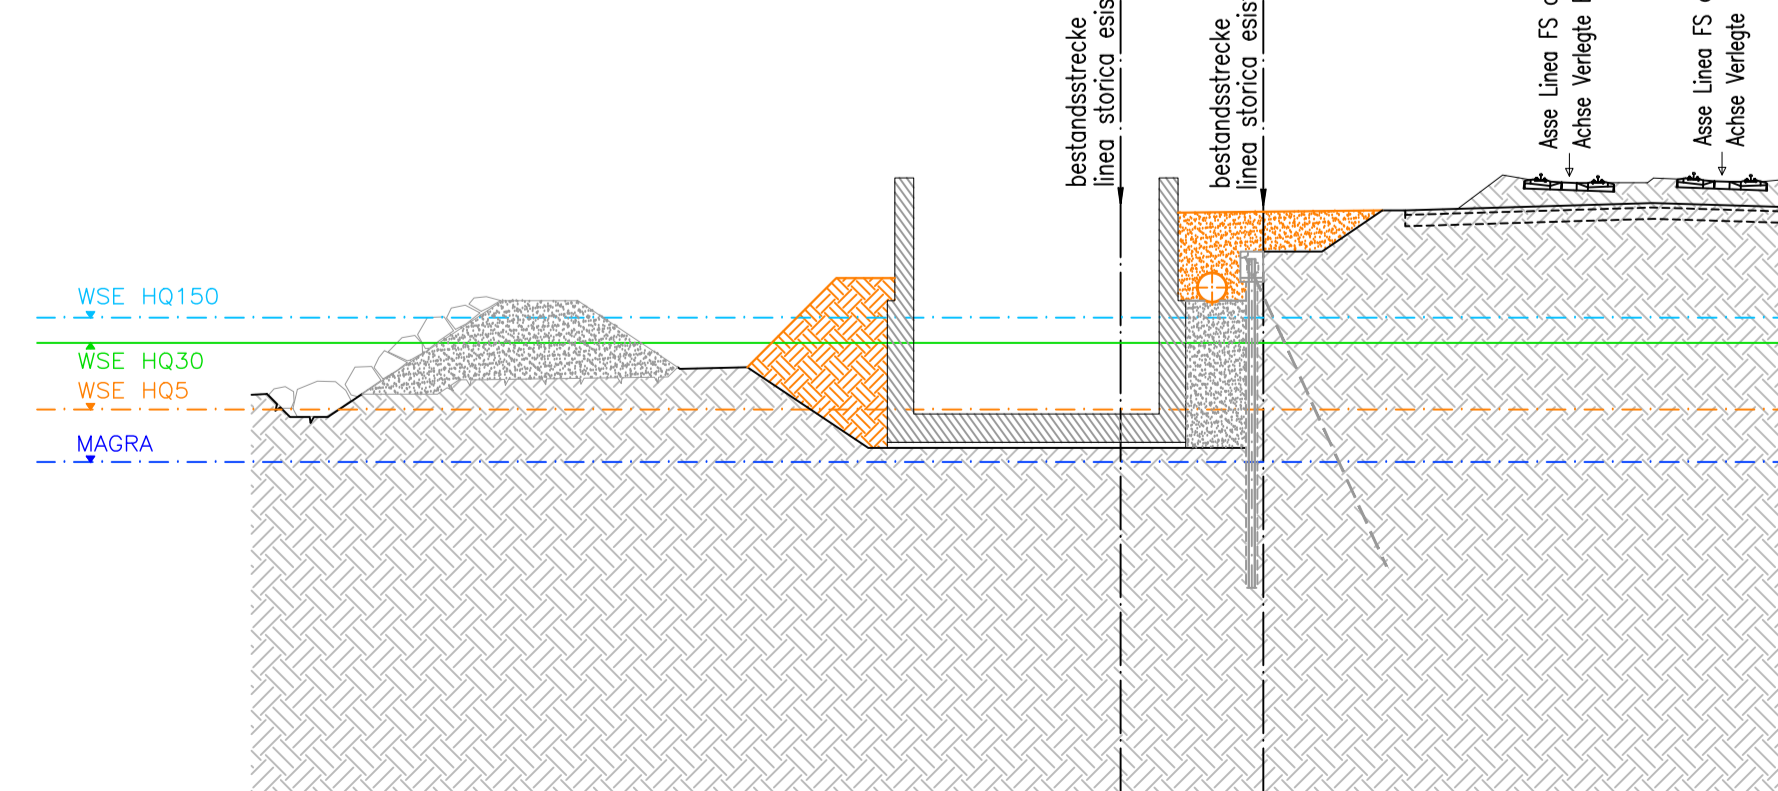 bestandsstrecke
linea storica
bestandsstrecke
linea storica
Asse Linea FS
Achse Verlegte
Asse Linea FS
Achse Verlegte
WSE HQ150
WSE HQ30
WSE HQ5
MAGRA